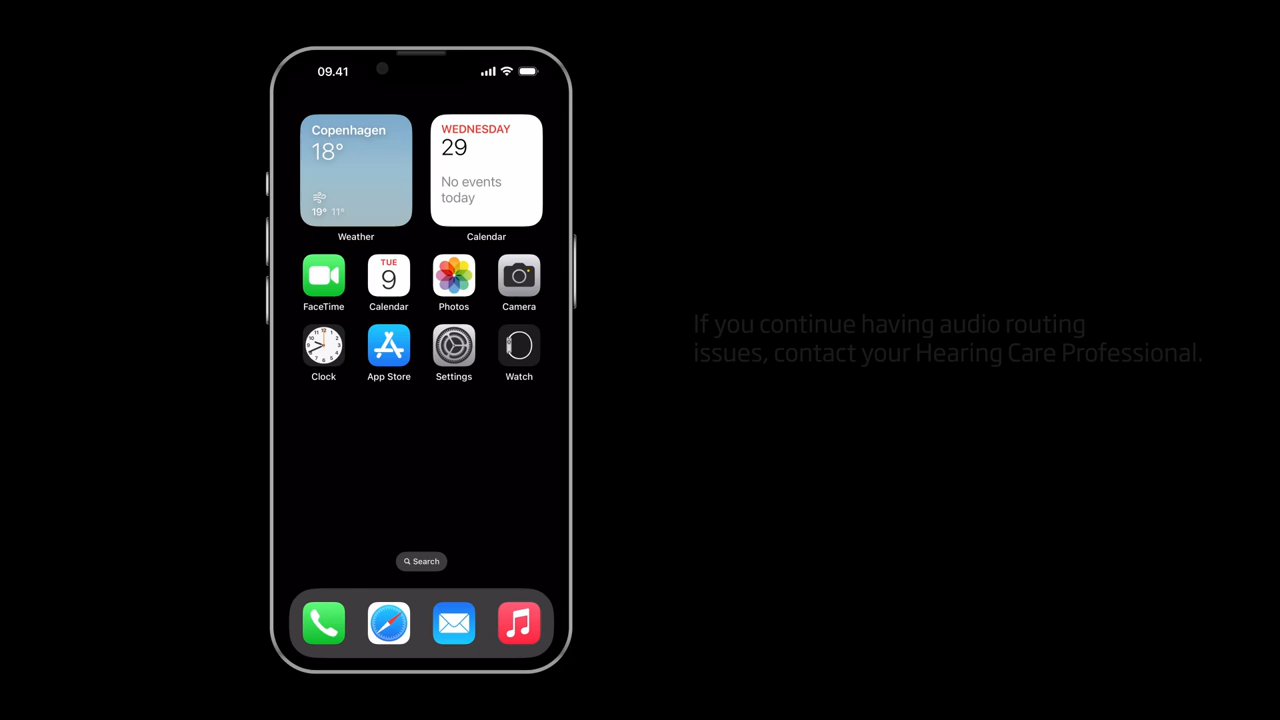 09.41
Copenhagen
18°
19° 11°
Weather
WEDNESDAY
29
No events
today
Calendar
FaceTime
TUE
9
Calendar
Photos
Camera
Clock
App Store
Settings
Watch
Search
If you continue having audio routing
issues, contact your Hearing Care Professional.